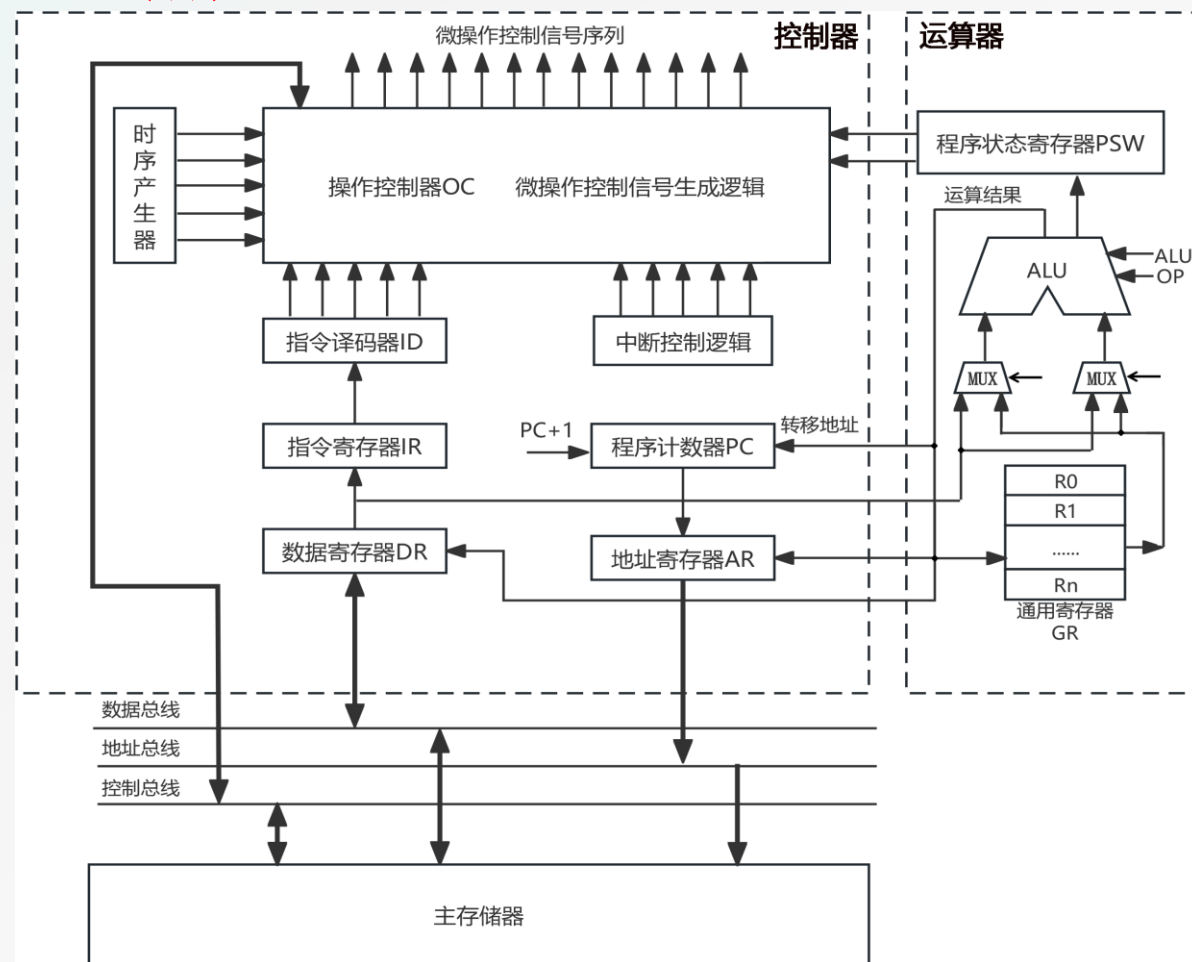 微操作控制信号序列
控制器
运算器
时序产生器
操作控制器OC 微操作控制信号生成逻辑
程序状态寄存器PSW
运算结果
ALU
ALU
OP
指令译码器ID
中断控制逻辑
MUX
MUX
指令寄存器IR
PC+1
程序计数器PC
转移地址
R0
R1
......
Rn
通用寄存器
GR
数据寄存器DR
地址寄存器AR
数据总线
地址总线
控制总线
主存储器